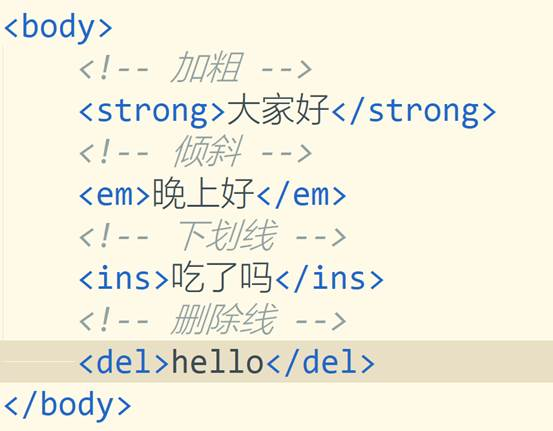 <body>
<!-- 加粗 -->
<strong>大家好</strong>
<!-- 倾斜 -->
<em>晚上好</em>
<!-- 下划线 -->
<ins>吃了吗</ins>
<!-- 删除线 -->
<del>hello</del>
</body>